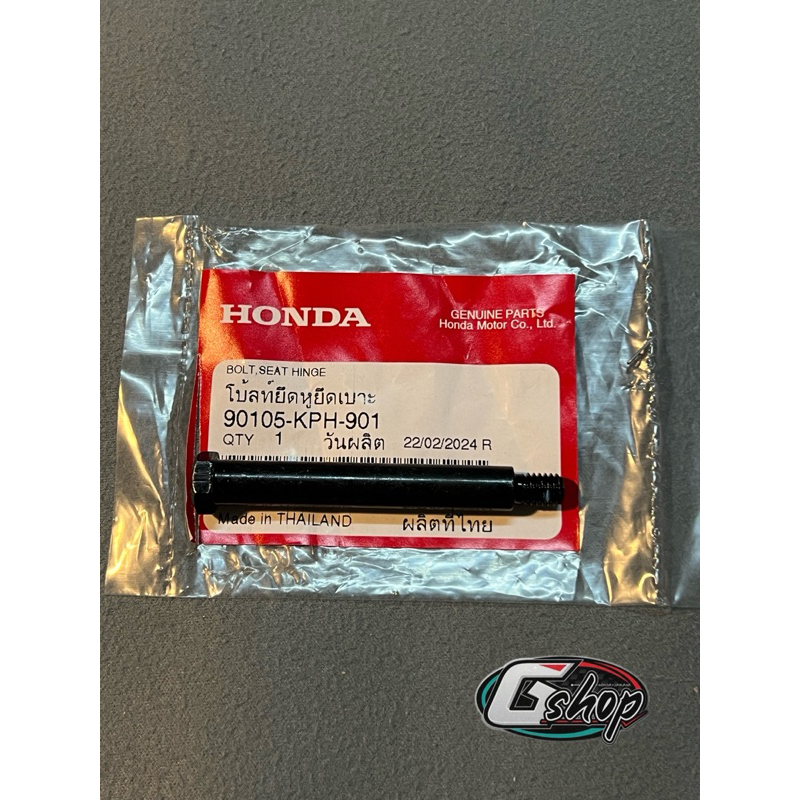 HONDA
GENUINE PARTS
Honda Motor Co., Ltd.
BOLT,SEAT HINGE
โบ้ลท์ยึดหูยึดเบาะ
90105-KPH-901
QTY 1 วันผลิต 22/02/2024 R
Made in THAILAND ผลิตที่ไทย
Gshop